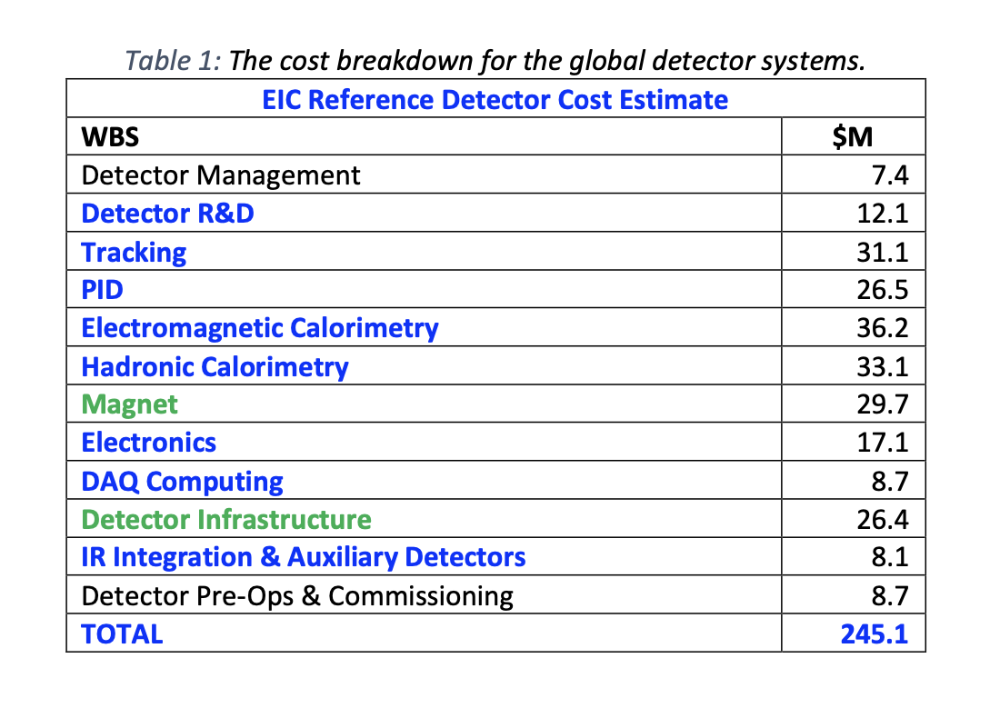 Table 1: The cost breakdown for the global detector systems.
EIC Reference Detector Cost Estimate
WBS $M
Detector Management 7.4
Detector R&D 12.1
Tracking 31.1
PID 26.5
Electromagnetic Calorimetry 36.2
Hadronic Calorimetry 33.1
Magnet 29.7
Electronics 17.1
DAQ Computing 8.7
Detector Infrastructure 26.4
IR Integration & Auxiliary Detectors 8.1
Detector Pre-Ops & Commissioning 8.7
TOTAL 245.1